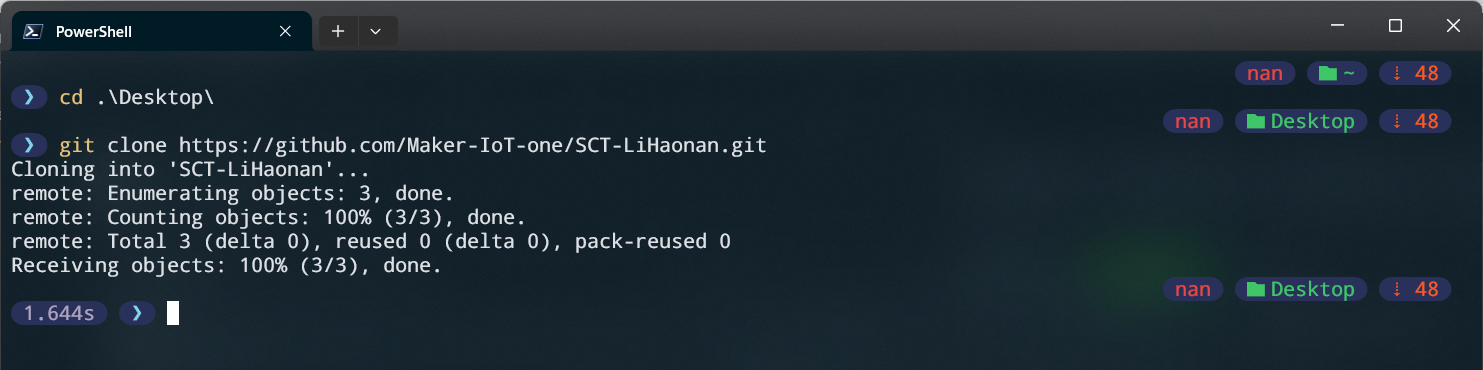 PowerShell
nan ~ ⇣ 48
❯ cd .\Desktop\
nan Desktop ⇣ 48
❯ git clone https://github.com/Maker-IoT-one/SCT-LiHaonan.git
Cloning into 'SCT-LiHaonan'...
remote: Enumerating objects: 3, done.
remote: Counting objects: 100% (3/3), done.
remote: Total 3 (delta 0), reused 0 (delta 0), pack-reused 0
Receiving objects: 100% (3/3), done.
nan Desktop ⇣ 48
1.644s ❯